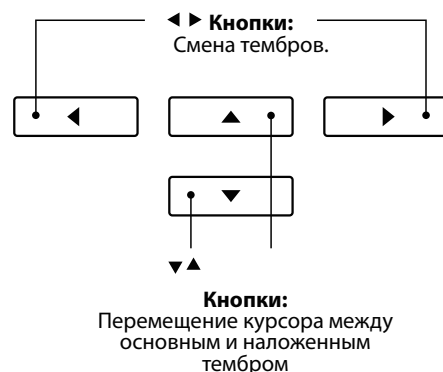 ◀ ▶ Кнопки:
Смена тембров.
◀
▲
▶
▼
▼▲
Кнопки:
Перемещение курсора между
основным и наложенным
тембром